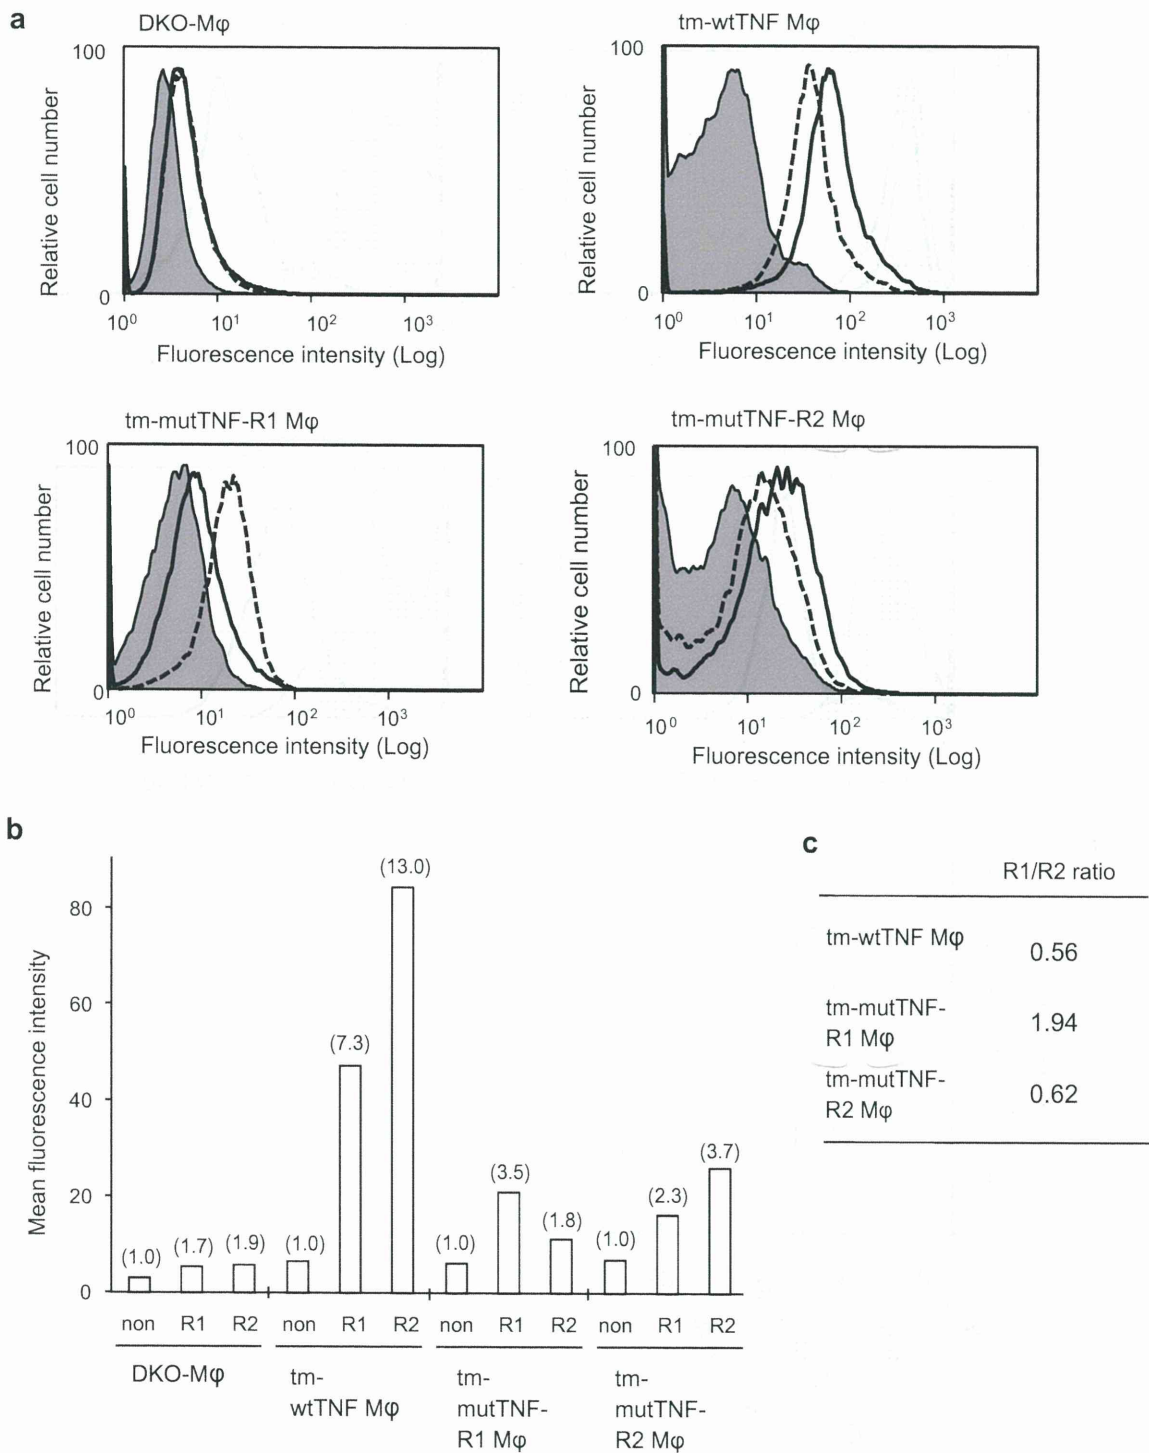 a
DKO-Mφ
100
Relative cell number
0
10⁰ 10¹ 10² 10³
Fluorescence intensity (Log)
tm-wtTNF Mφ
100
Relative cell number
0
10⁰ 10¹ 10² 10³
Fluorescence intensity (Log)
tm-mutTNF-R1 Mφ
100
Relative cell number
0
10⁰ 10¹ 10² 10³
Fluorescence intensity (Log)
tm-mutTNF-R2 Mφ
100
Relative cell number
0
10⁰ 10¹ 10² 10³
Fluorescence intensity (Log)
b
Mean fluorescence intensity
80
60
40
20
0
(1.0) (1.7) (1.9) (1.0) (7.3) (13.0) (1.0) (3.5) (1.8) (1.0) (2.3) (3.7)
non R1 R2 non R1 R2 non R1 R2 non R1 R2
DKO-Mφ
tm-
wtTNF Mφ
tm-
mutTNF-
R1 Mφ
tm-
mutTNF-
R2 Mφ
c
R1/R2 ratio
tm-wtTNF Mφ 0.56
tm-mutTNF-
R1 Mφ 1.94
tm-mutTNF-
R2 Mφ 0.62